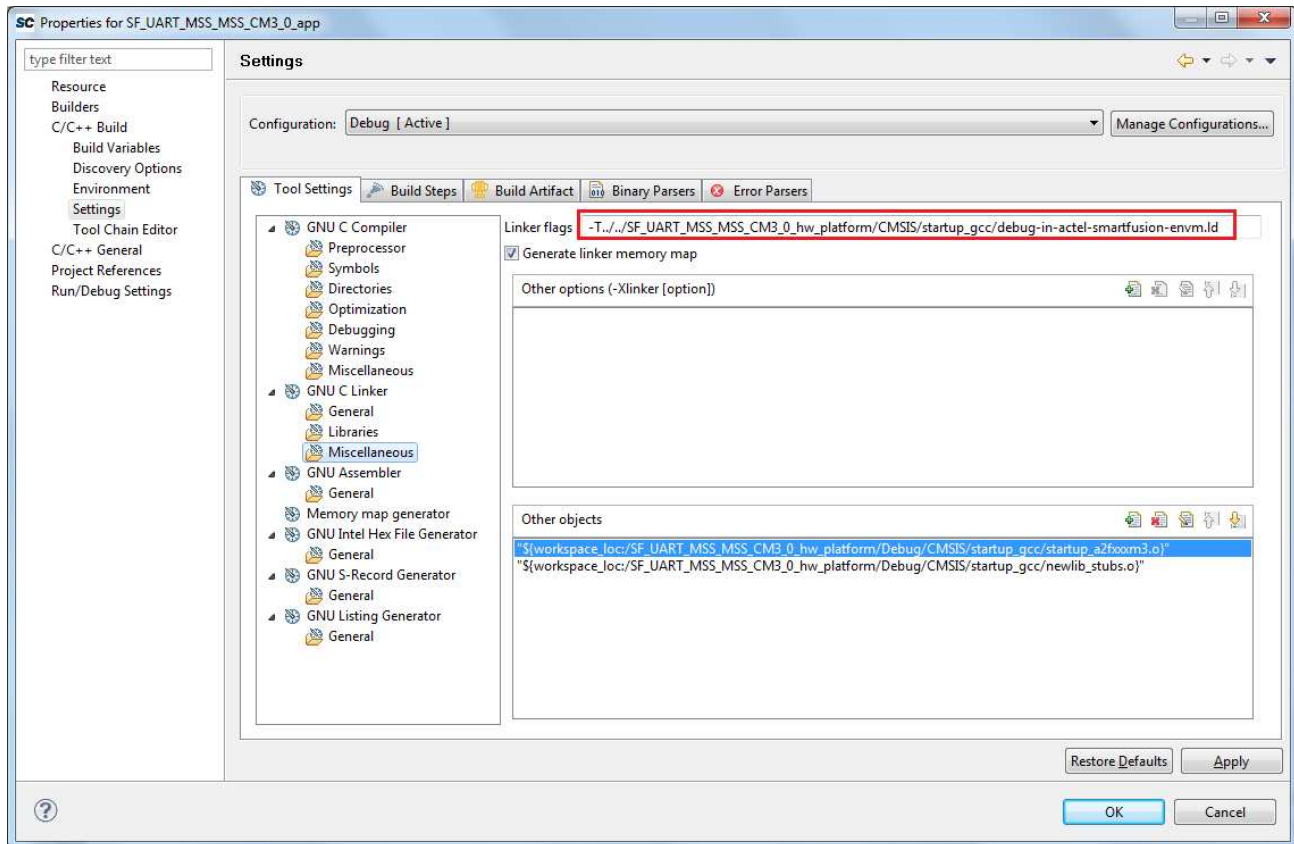 SC Properties for SF_UART_MSS_MSS_CM3_0_app
type filter text
Resource
Builders
C/C++ Build
Build Variables
Discovery Options
Environment
Settings
Tool Chain Editor
C/C++ General
Project References
Run/Debug Settings
Settings
Configuration: Debug [ Active ]
Manage Configurations...
Tool Settings
Build Steps
Build Artifact
Binary Parsers
Error Parsers
GNU C Compiler
Preprocessor
Symbols
Directories
Optimization
Debugging
Warnings
Miscellaneous
GNU C Linker
General
Libraries
Miscellaneous
GNU Assembler
General
Memory map generator
GNU Intel Hex File Generator
General
GNU S-Record Generator
General
GNU Listing Generator
General
Linker flags -T../../SF_UART_MSS_MSS_CM3_0_hw_platform/CMSIS/startup_gcc/debug-in-actel-smartfusion-envm.ld
Generate linker memory map
Other options (-Xlinker [option])
Other objects
"${workspace_loc:/SF_UART_MSS_MSS_CM3_0_hw_platform/Debug/CMSIS/startup_gcc/startup_a2fxxxm3.o}"
"${workspace_loc:/SF_UART_MSS_MSS_CM3_0_hw_platform/Debug/CMSIS/startup_gcc/newlib_stubs.o}"
Restore Defaults
Apply
?
OK
Cancel